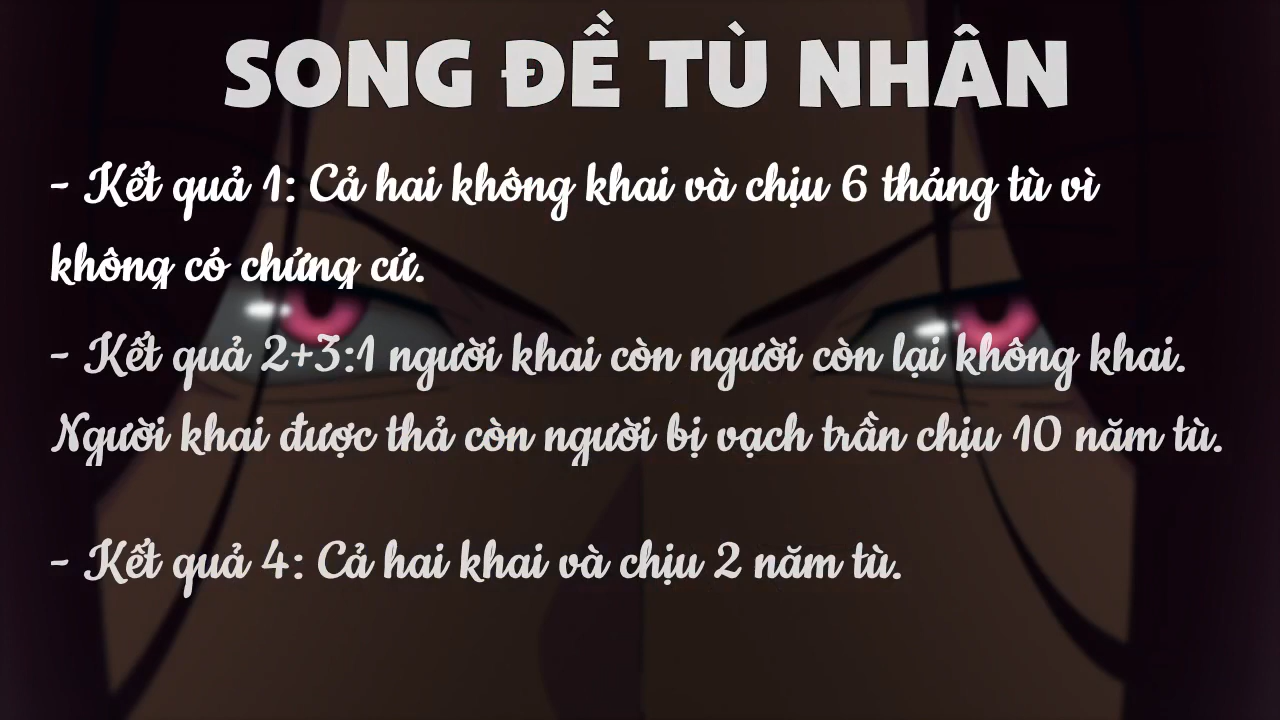 SONG ĐỀ TÙ NHÂN
- Kết quả 1: Cả hai không khai và chịu 6 tháng tù vì
không có chứng cứ.
- Kết quả 2+3:1 người khai còn người còn lại không khai.
Người khai được thả còn người bị vạch trần chịu 10 năm tù.
- Kết quả 4: Cả hai khai và chịu 2 năm tù.